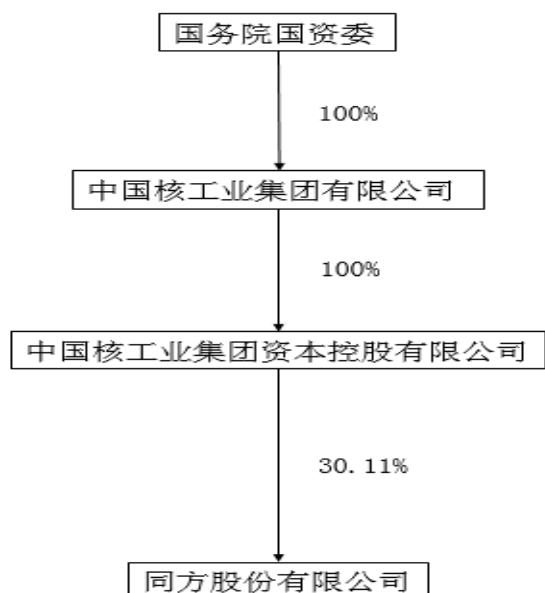 国务院国资委
100%
中国核工业集团有限公司
100%
中国核工业集团资本控股有限公司
30.11%
同方股份有限公司